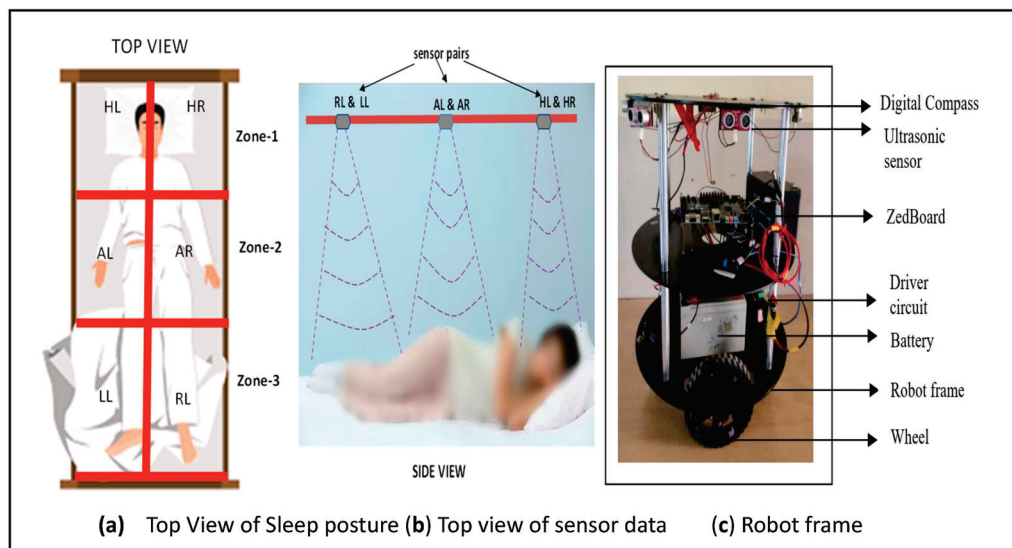 TOP VIEW
HL
HR
Zone-1
AL
AR
Zone-2
LL
RL
Zone-3
sensor pairs
RL & LL
AL & AR
HL & HR
SIDE VIEW
Digital Compass
Ultrasonic
sensor
ZedBoard
Driver
circuit
Battery
Robot frame
Wheel
(a) Top View of Sleep posture (b) Top view of sensor data (c) Robot frame